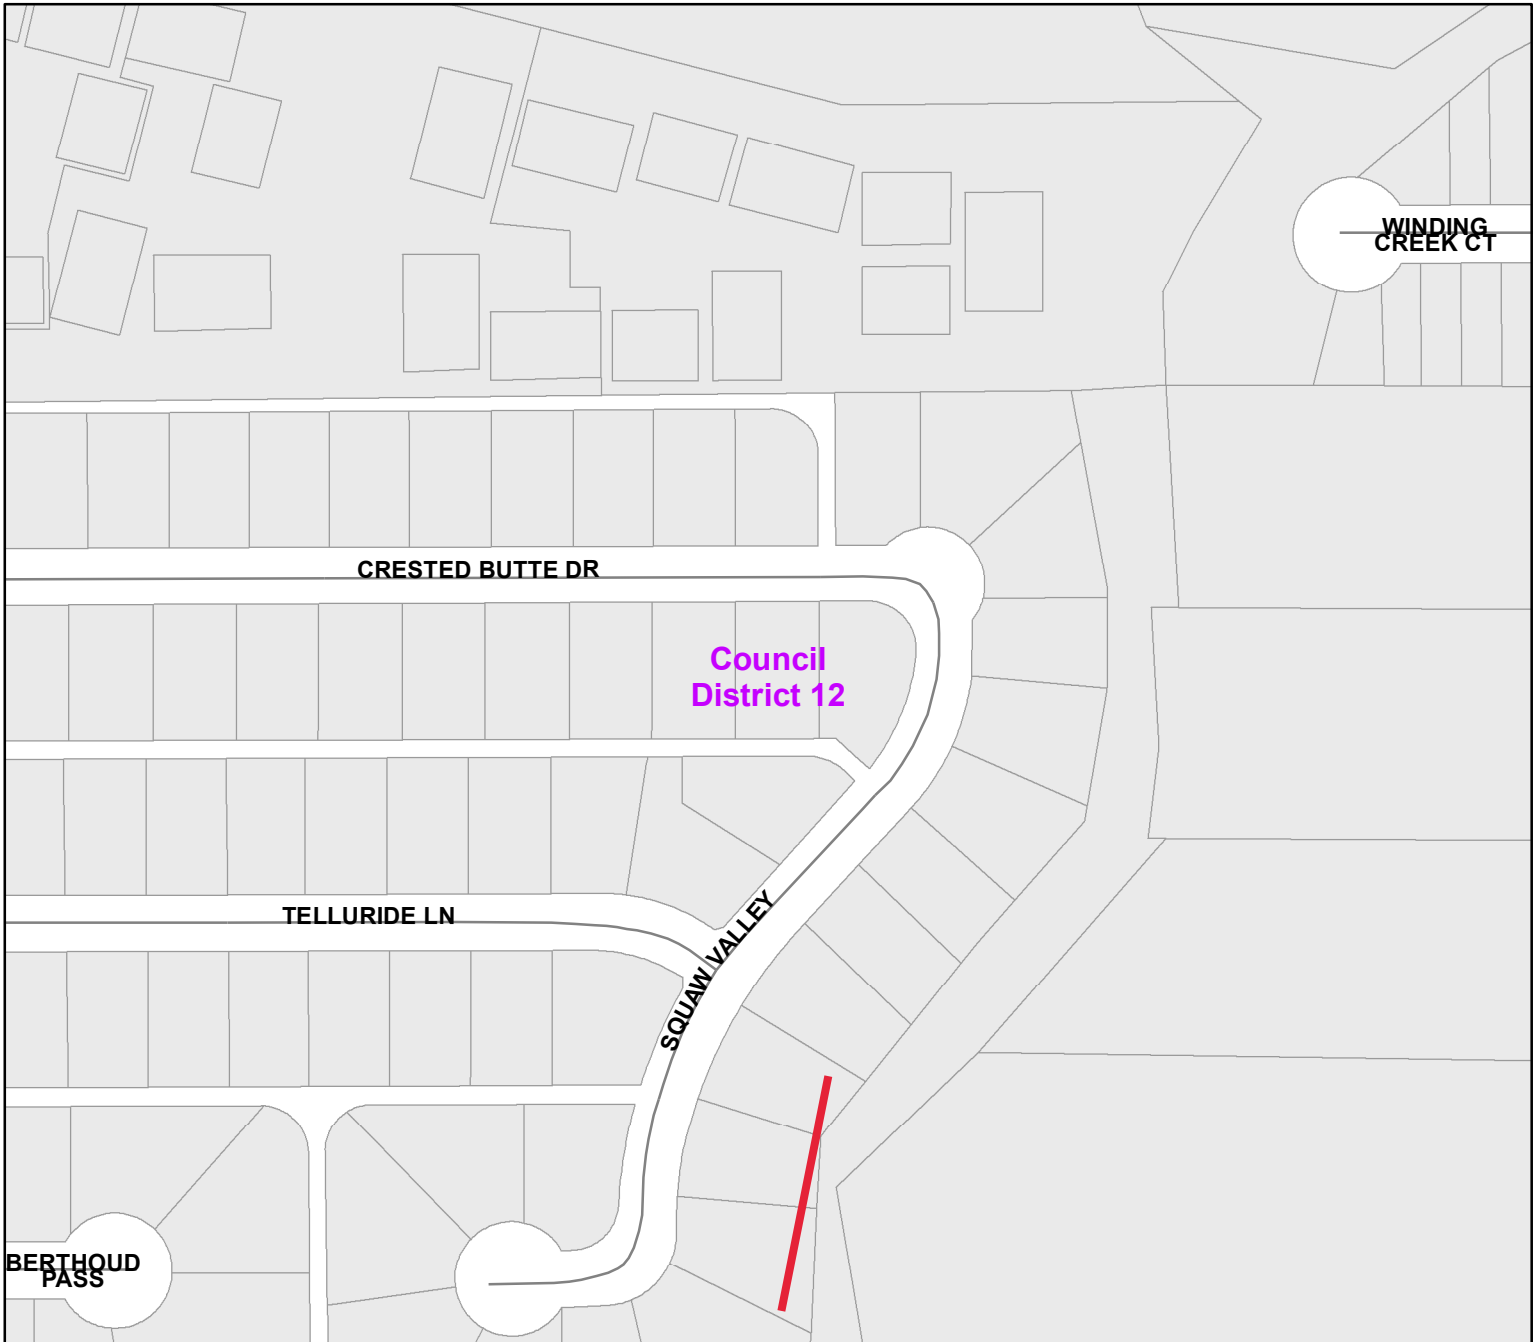 WINDING
CREEK CT
CRESTED BUTTE DR
Council
District 12
TELLURIDE LN
SQUAW VALLEY
BERTHOUD
PASS